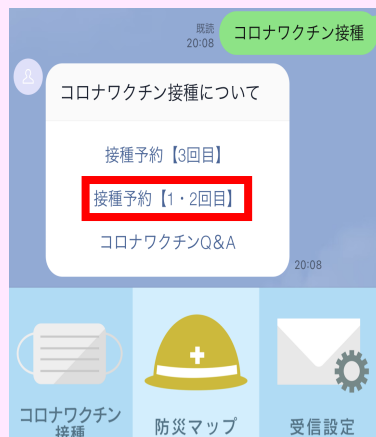 既読
20:08
コロナワクチン接種
コロナワクチン接種について
接種予約【3回目】
接種予約【1・2回目】
コロナワクチンQ&A
20:08
コロナワクチン
接種
防災マップ
受信設定